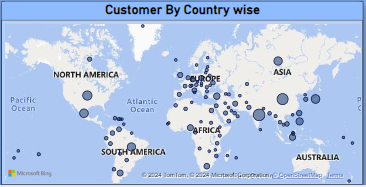 Customer By Country wise
NORTH AMERICA
EUROPE
ASIA
Pacific
Ocean
Atlantic
Ocean
AFRICA
SOUTH AMERICA
AUSTRALIA
Microsoft Bing
© 2024 TomTom, © 2024 Microsoft Corporation, © OpenStreetMap Terms